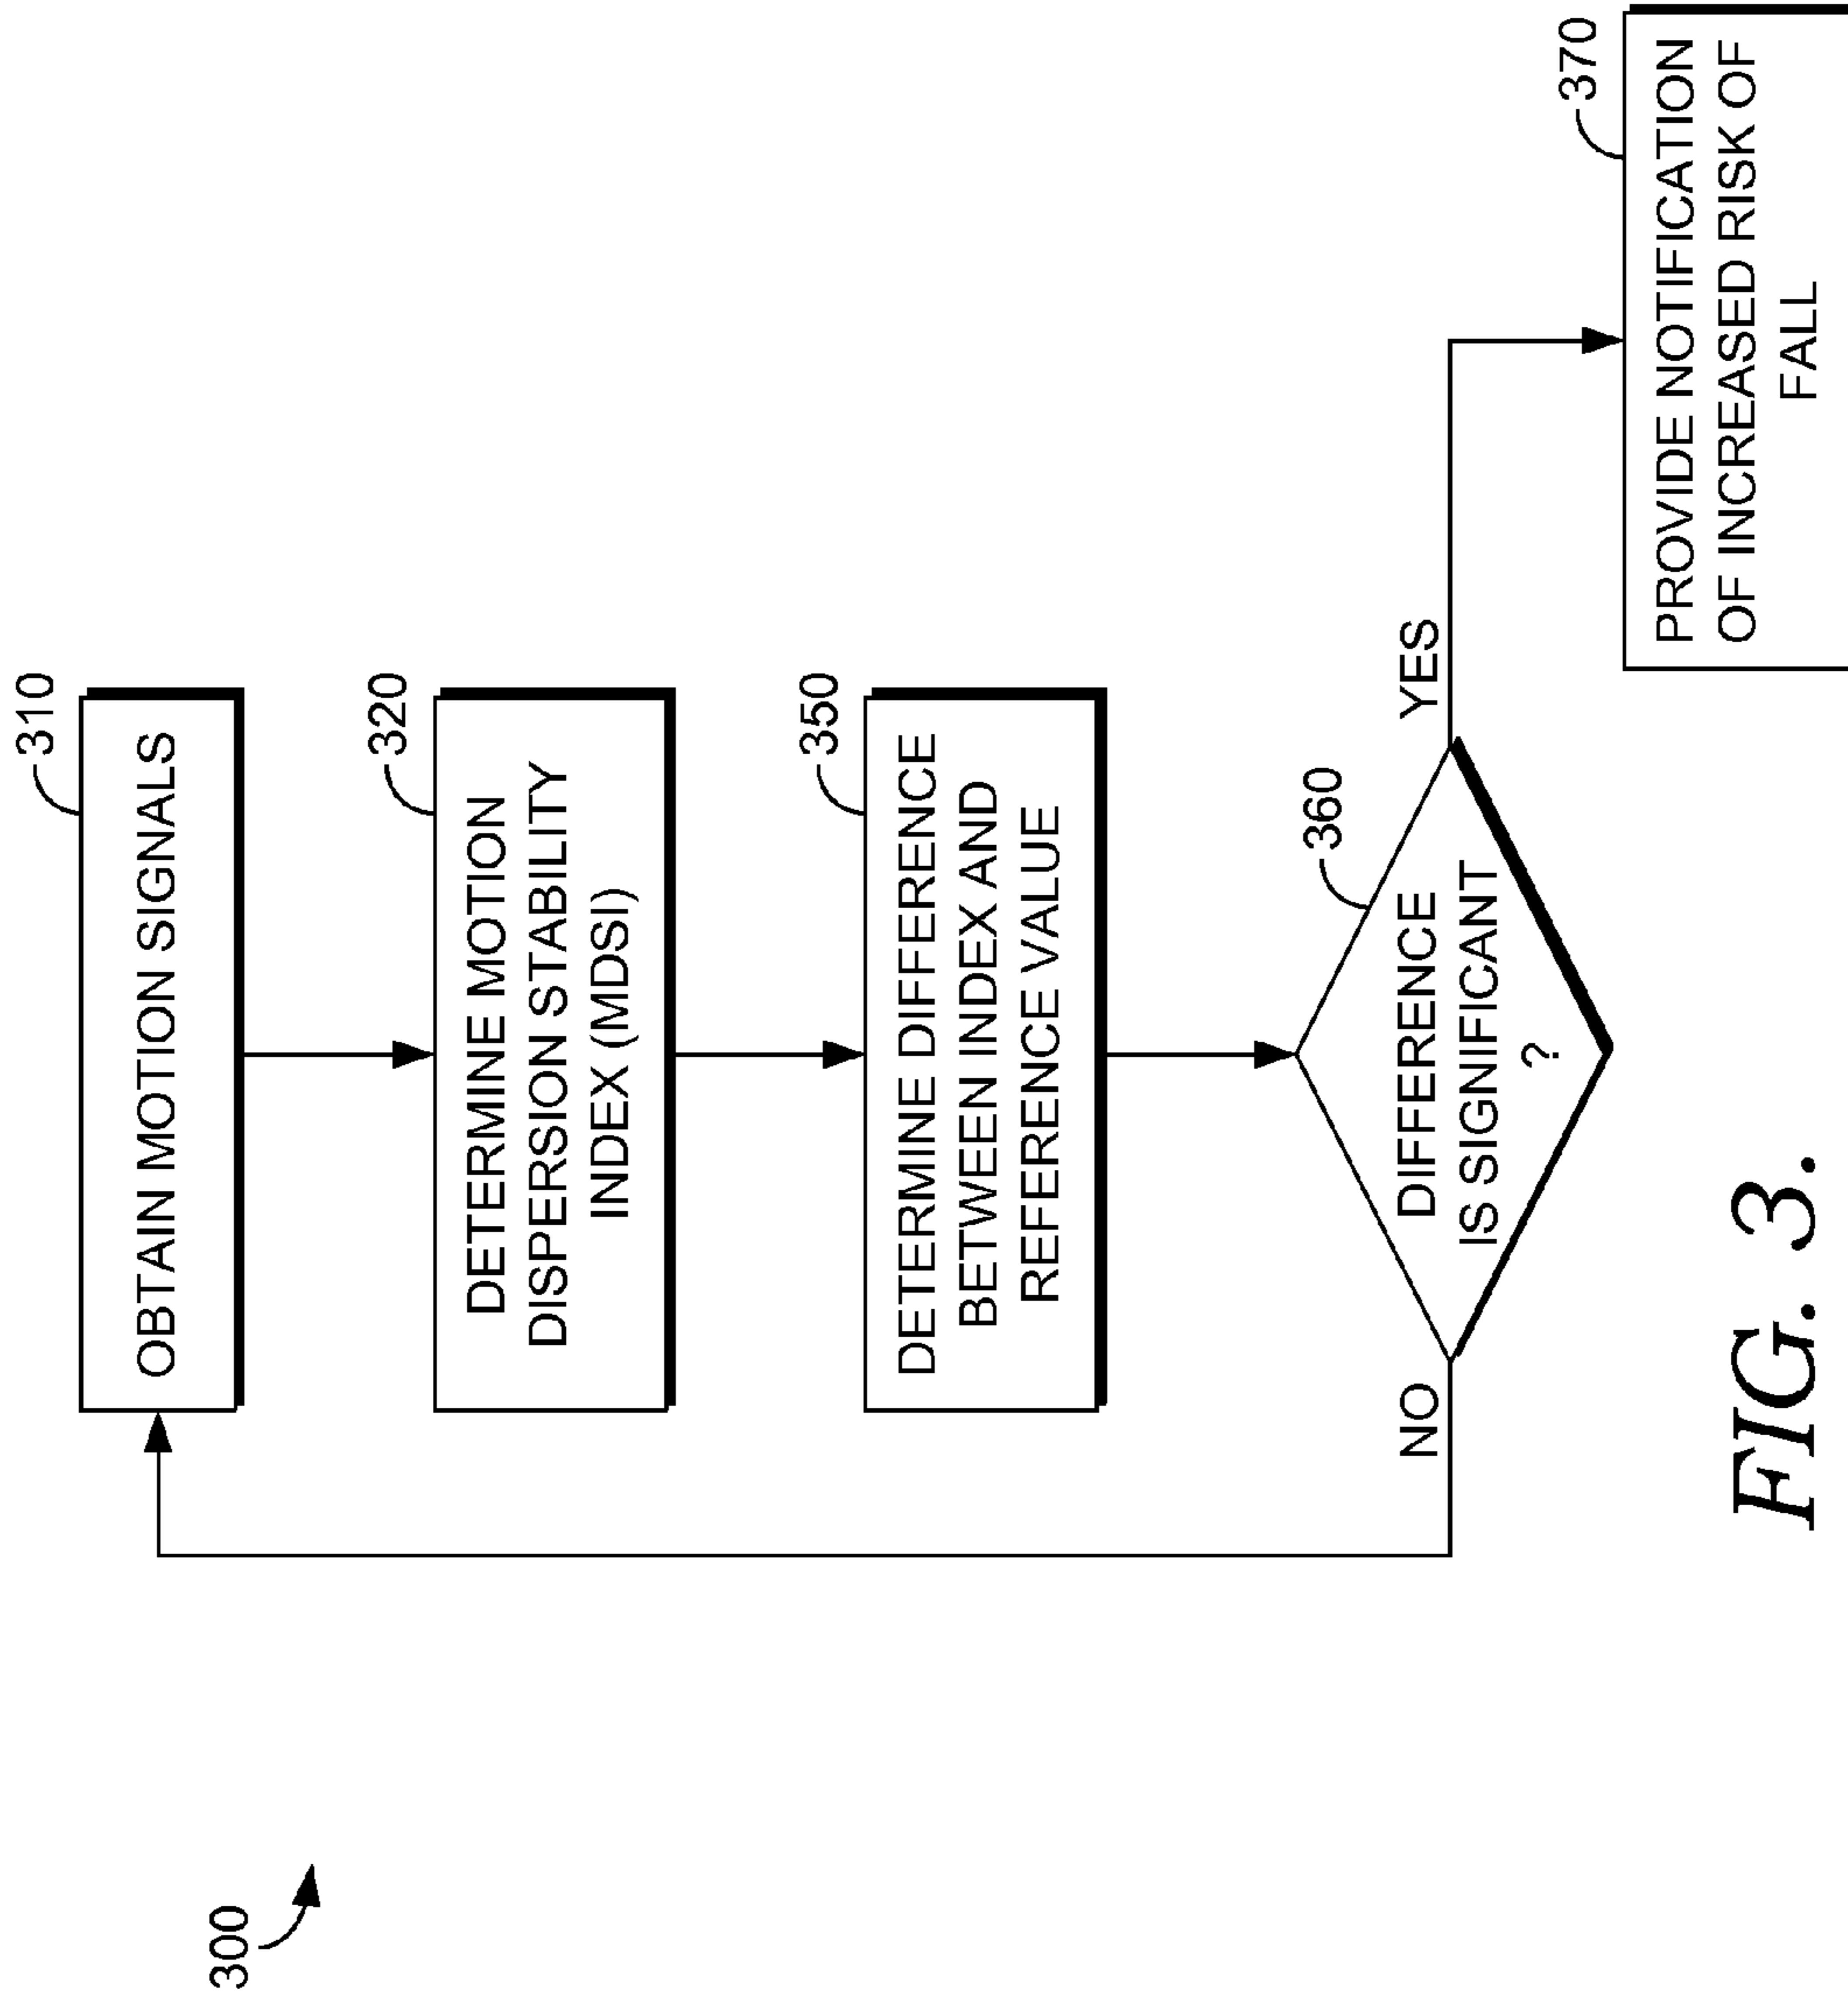 300
310
OBTAIN MOTION SIGNALS
320
DETERMINE MOTION
DISPERSION STABILITY
INDEX (MDSI)
350
DETERMINE DIFFERENCE
BETWEEN INDEX AND
REFERENCE VALUE
360
DIFFERENCE
IS SIGNIFICANT
?
NO
YES
370
PROVIDE NOTIFICATION
OF INCREASED RISK OF
FALL
FIG. 3.